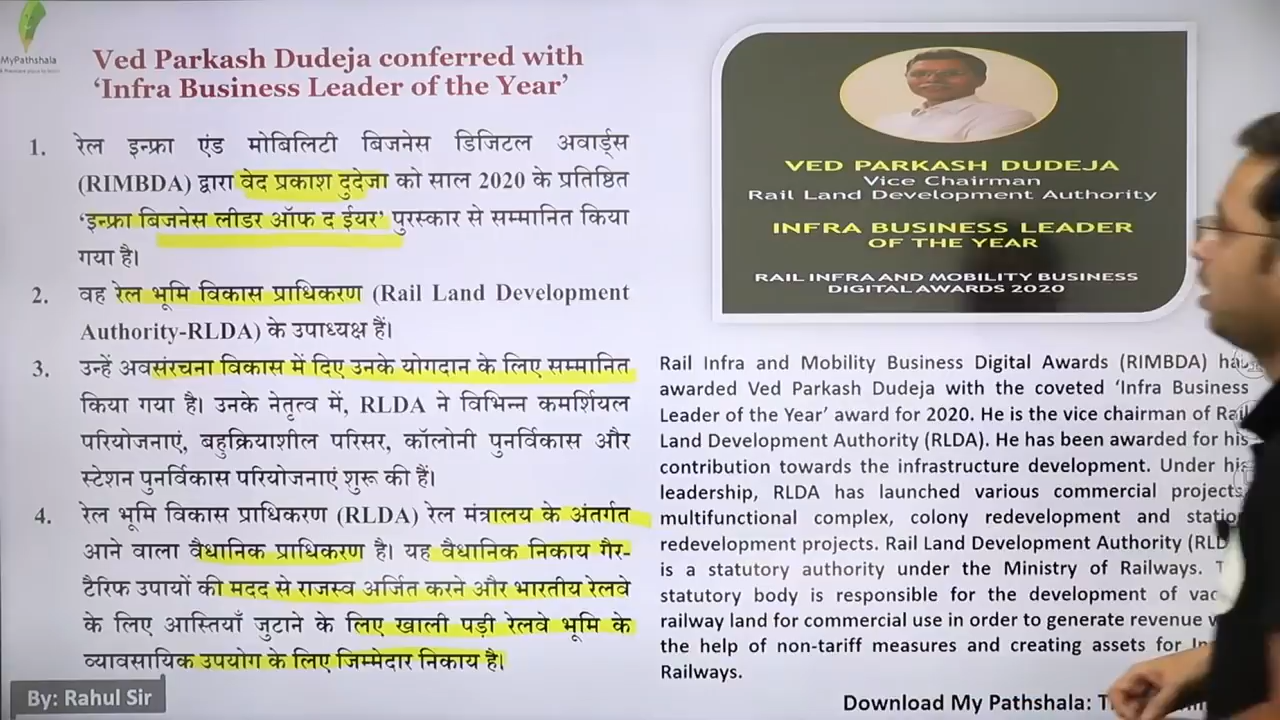 MyPathshala
Ved Parkash Dudeja conferred with
‘Infra Business Leader of the Year’
1. रेल इन्फ्रा एंड मोबिलिटी बिजनेस डिजिटल अवार्ड्स
(RIMBDA) द्वारा वेद प्रकाश दुदेजा को साल 2020 के प्रतिष्ठित
‘इन्फ्रा बिजनेस लीडर ऑफ द ईयर’ पुरस्कार से सम्मानित किया
गया है।
2. वह रेल भूमि विकास प्राधिकरण (Rail Land Development
Authority-RLDA) के उपाध्यक्ष हैं।
3. उन्हें अवसंरचना विकास में दिए उनके योगदान के लिए सम्मानित
किया गया है। उनके नेतृत्व में, RLDA ने विभिन्न कमर्शियल
परियोजनाएं, बहुक्रियाशील परिसर, कॉलोनी पुनर्विकास और
स्टेशन पुनर्विकास परियोजनाएं शुरू की हैं।
4. रेल भूमि विकास प्राधिकरण (RLDA) रेल मंत्रालय के अंतर्गत
आने वाला वैधानिक प्राधिकरण है। यह वैधानिक निकाय गैर-
टैरिफ उपायों की मदद से राजस्व अर्जित करने और भारतीय रेलवे
के लिए आस्तियाँ जुटाने के लिए खाली पड़ी रेलवे भूमि के
व्यावसायिक उपयोग के लिए जिम्मेदार निकाय है।
By: Rahul Sir
VED PARKASH DUDEJA
Vice Chairman
Rail Land Development Authority
INFRA BUSINESS LEADER
OF THE YEAR
RAIL INFRA AND MOBILITY BUSINESS
DIGITAL AWARDS 2020
Rail Infra and Mobility Business Digital Awards (RIMBDA) has
awarded Ved Parkash Dudeja with the coveted ‘Infra Business
Leader of the Year’ award for 2020. He is the vice chairman of Rail
Land Development Authority (RLDA). He has been awarded for his
contribution towards the infrastructure development. Under his
leadership, RLDA has launched various commercial projects,
multifunctional complex, colony redevelopment and statio
redevelopment projects. Rail Land Development Authority (RLD
is a statutory authority under the Ministry of Railways. T
statutory body is responsible for the development of vac
railway land for commercial use in order to generate revenue w
the help of non-tariff measures and creating assets for In
Railways.
Download My Pathshala: